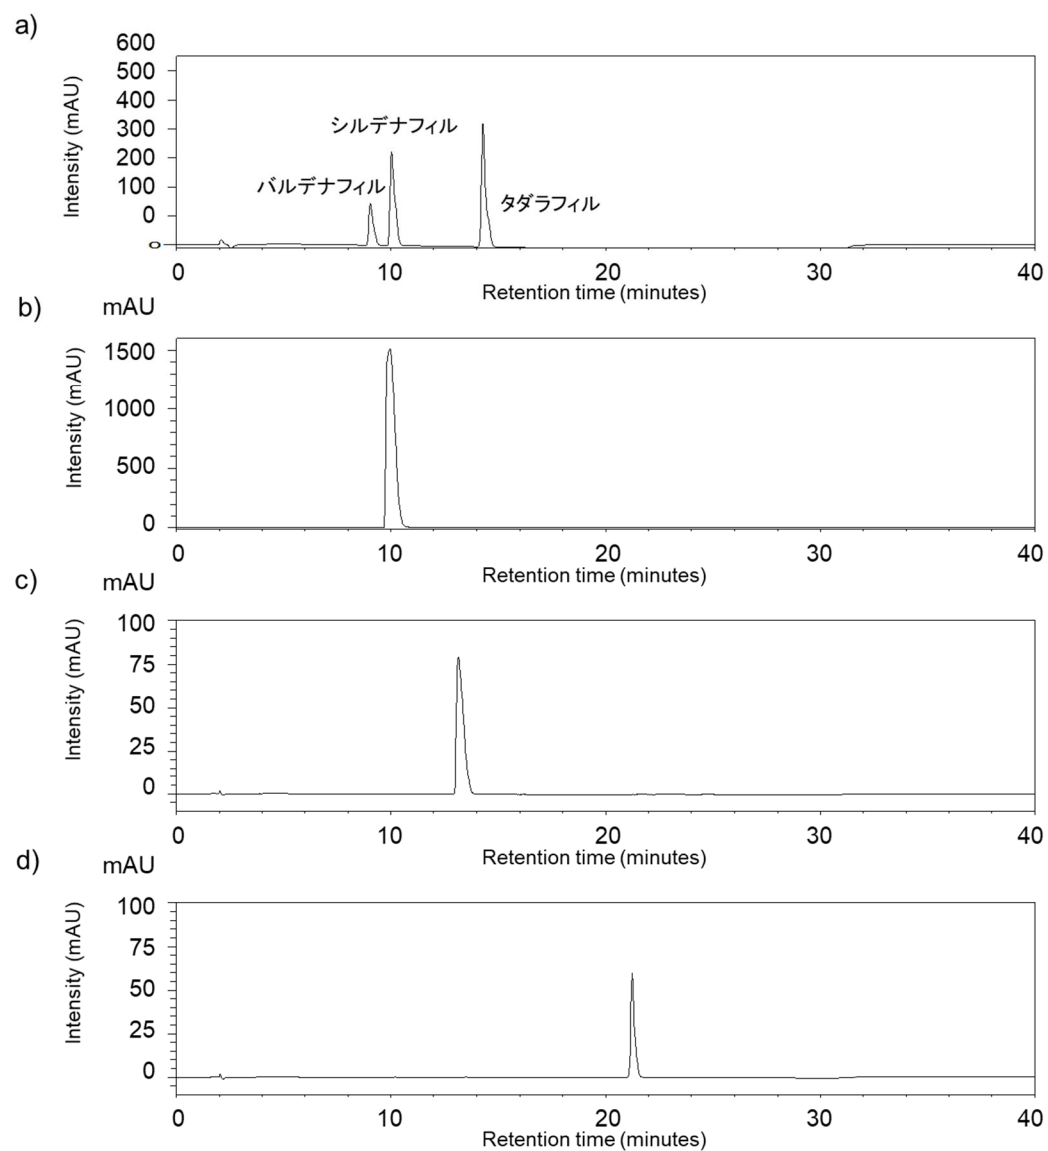 a)
600
500
400
300
200
100
0
0
Intensity (mAU)
シルデナフィル
バルデナフィル
タダラフィル
0 10 20 30 40
Retention time (minutes)
b) mAU
1500
1000
500
0
Intensity (mAU)
0 10 20 30 40
Retention time (minutes)
c) mAU
100
75
50
25
0
Intensity (mAU)
0 10 20 30 40
Retention time (minutes)
d) mAU
100
75
50
25
0
Intensity (mAU)
0 10 20 30 40
Retention time (minutes)